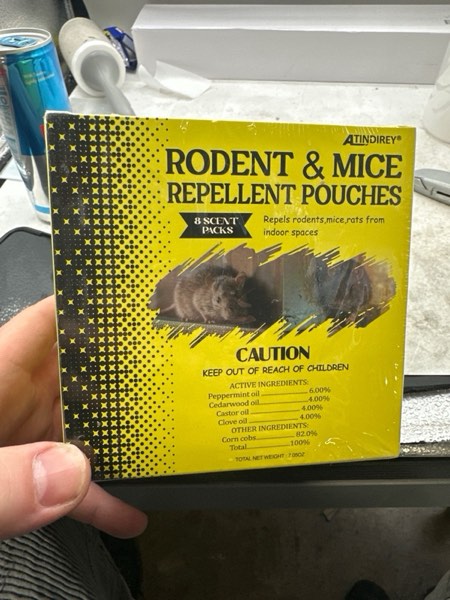 ATINDIREY®
RODENT & MICE
REPELLENT POUCHES
8 SCENT
PACKS
Repels rodents,mice,rats from
indoor spaces
CAUTION
KEEP OUT OF REACH OF CHILDREN
ACTIVE INGREDIENTS:
Peppermint oil 6.00%
Cedarwood oil 4.00%
Castor oil 4.00%
Clove oil 4.00%
OTHER INGREDIENTS:
Corn cobs 82.0%
Total 100%
TOTAL NET WEIGHT : 7.05OZ